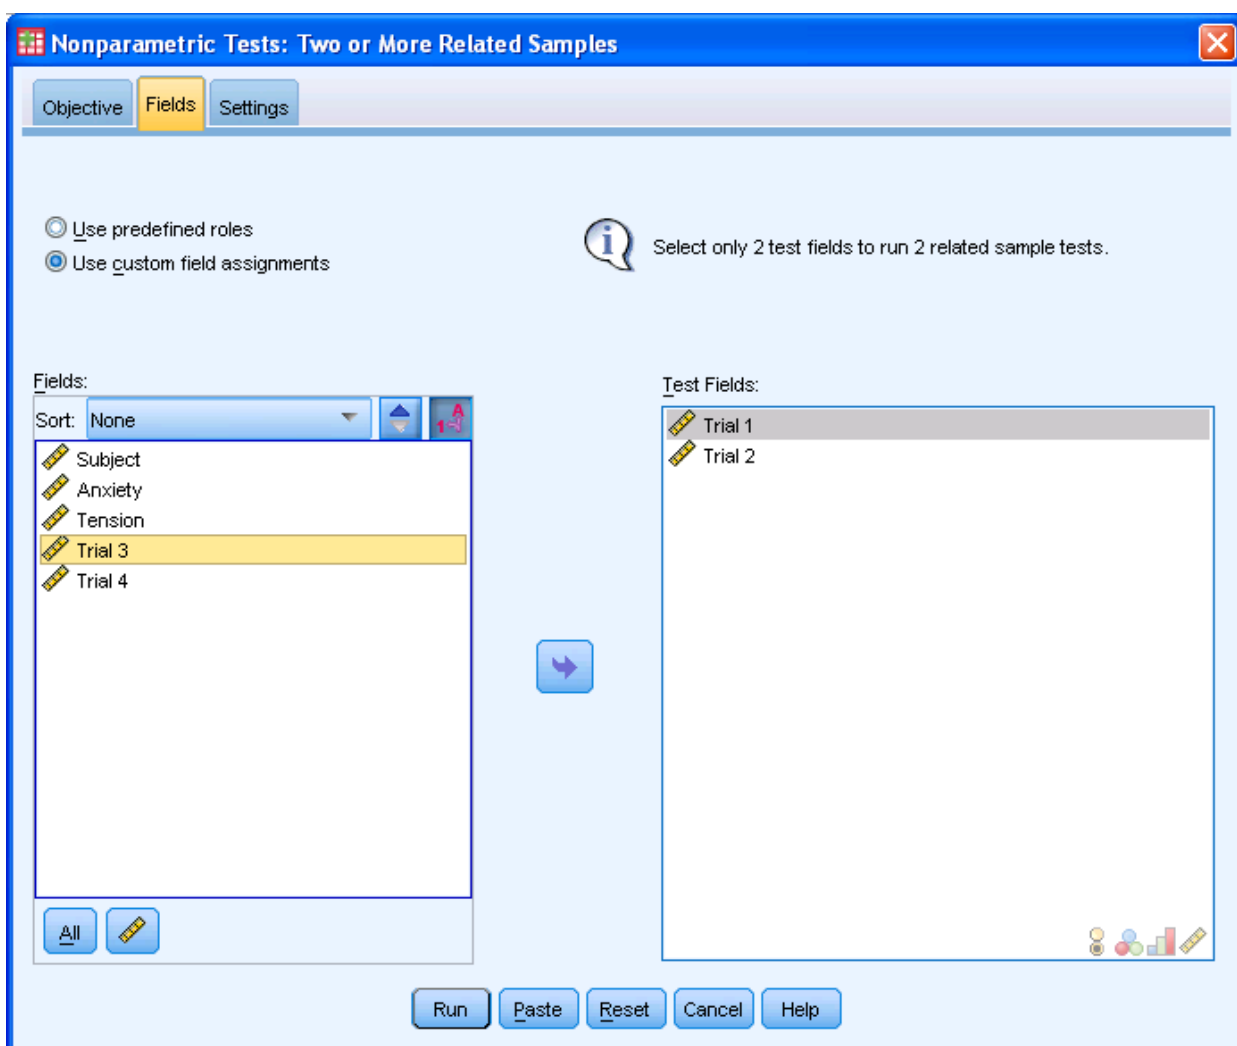 Nonparametric Tests: Two or More Related Samples
Objective Fields Settings
Use predefined roles
Use custom field assignments
Select only 2 test fields to run 2 related sample tests.
Fields:
Sort: None
Subject
Anxiety
Tension
Trial 3
Trial 4
All
Test Fields:
Trial 1
Trial 2
Run Paste Reset Cancel Help